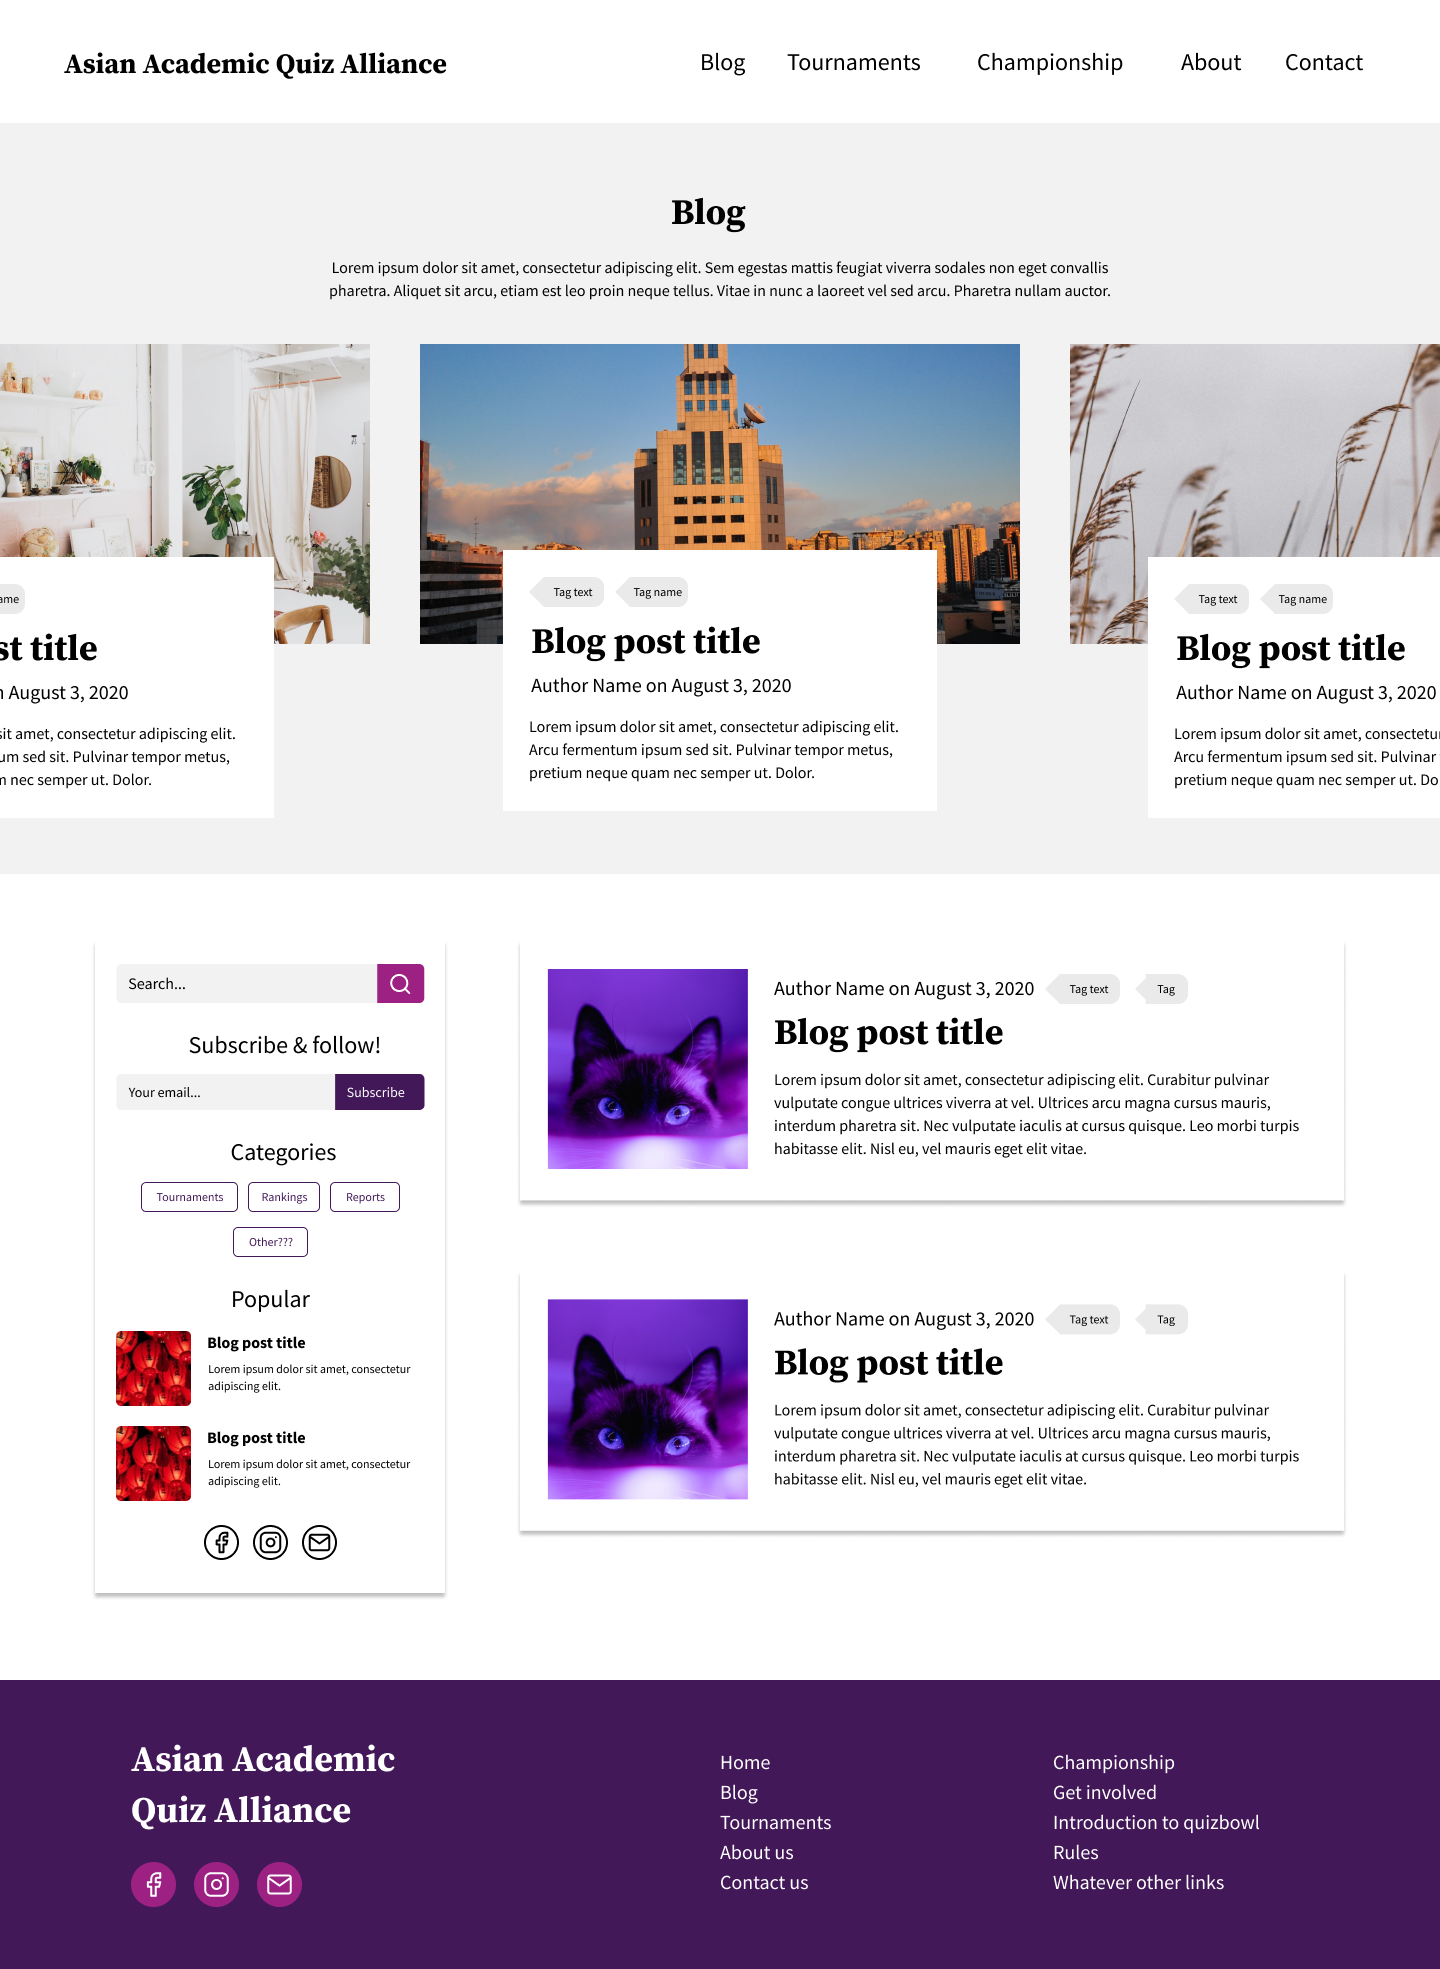 Asian Academic Quiz Alliance
Blog Tournaments Championship About Contact
Blog
Lorem ipsum dolor sit amet, consectetur adipiscing elit. Sem egestas mattis feugiat viverra sodales non eget convallis
pharetra. Aliquet sit arcu, etiam est leo proin neque tellus. Vitae in nunc a laoreet vel sed arcu. Pharetra nullam auctor.
ame
st title
n August 3, 2020
sit amet, consectetur adipiscing elit.
um sed sit. Pulvinar tempor metus,
m nec semper ut. Dolor.
Tag text Tag name
Blog post title
Author Name on August 3, 2020
Lorem ipsum dolor sit amet, consectetur adipiscing elit.
Arcu fermentum ipsum sed sit. Pulvinar tempor metus,
pretium neque quam nec semper ut. Dolor.
Tag text Tag name
Blog post title
Author Name on August 3, 2020
Lorem ipsum dolor sit amet, consectetu
Arcu fermentum ipsum sed sit. Pulvinar
pretium neque quam nec semper ut. Do
Search...
Subscribe & follow!
Your email... Subscribe
Categories
Tournaments Rankings Reports
Other???
Popular
Blog post title
Lorem ipsum dolor sit amet, consectetur
adipiscing elit.
Blog post title
Lorem ipsum dolor sit amet, consectetur
adipiscing elit.
Author Name on August 3, 2020 Tag text Tag
Blog post title
Lorem ipsum dolor sit amet, consectetur adipiscing elit. Curabitur pulvinar
vulputate congue ultrices viverra at vel. Ultrices arcu magna cursus mauris,
interdum pharetra sit. Nec vulputate iaculis at cursus quisque. Leo morbi turpis
habitasse elit. Nisl eu, vel mauris eget elit vitae.
Author Name on August 3, 2020 Tag text Tag
Blog post title
Lorem ipsum dolor sit amet, consectetur adipiscing elit. Curabitur pulvinar
vulputate congue ultrices viverra at vel. Ultrices arcu magna cursus mauris,
interdum pharetra sit. Nec vulputate iaculis at cursus quisque. Leo morbi turpis
habitasse elit. Nisl eu, vel mauris eget elit vitae.
Asian Academic
Quiz Alliance
Home
Blog
Tournaments
About us
Contact us
Championship
Get involved
Introduction to quizbowl
Rules
Whatever other links